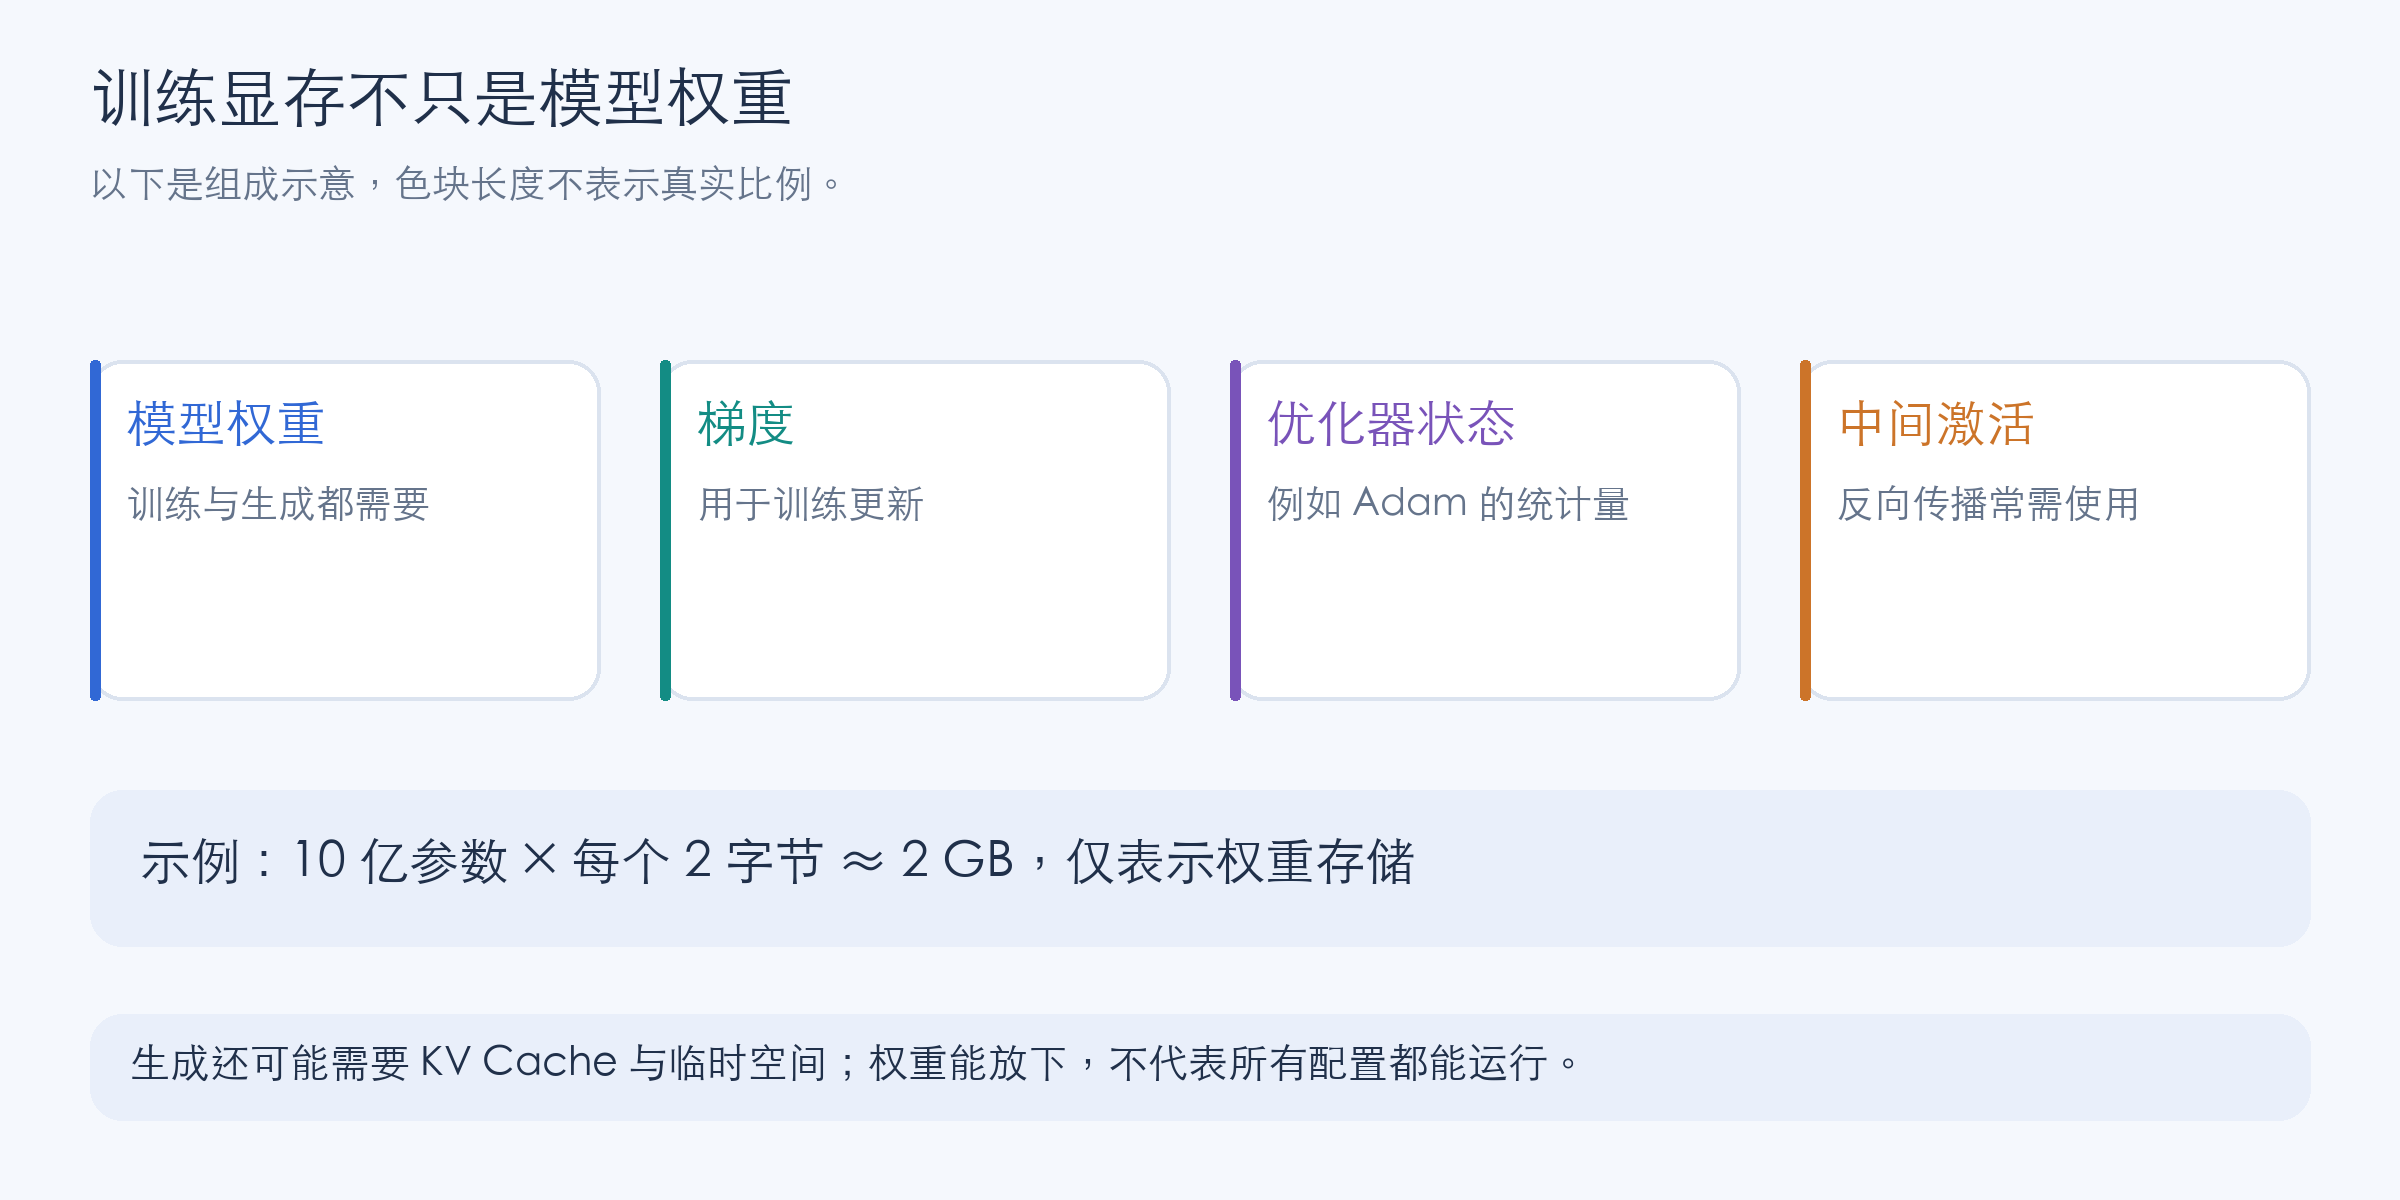 训练显存不只是模型权重
以下是组成示意，色块长度不表示真实比例。
模型权重
训练与生成都需要
梯度
用于训练更新
优化器状态
例如 Adam 的统计量
中间激活
反向传播常需使用
示例：10 亿参数 × 每个 2 字节 ≈ 2 GB，仅表示权重存储
生成还可能需要 KV Cache 与临时空间；权重能放下，不代表所有配置都能运行。